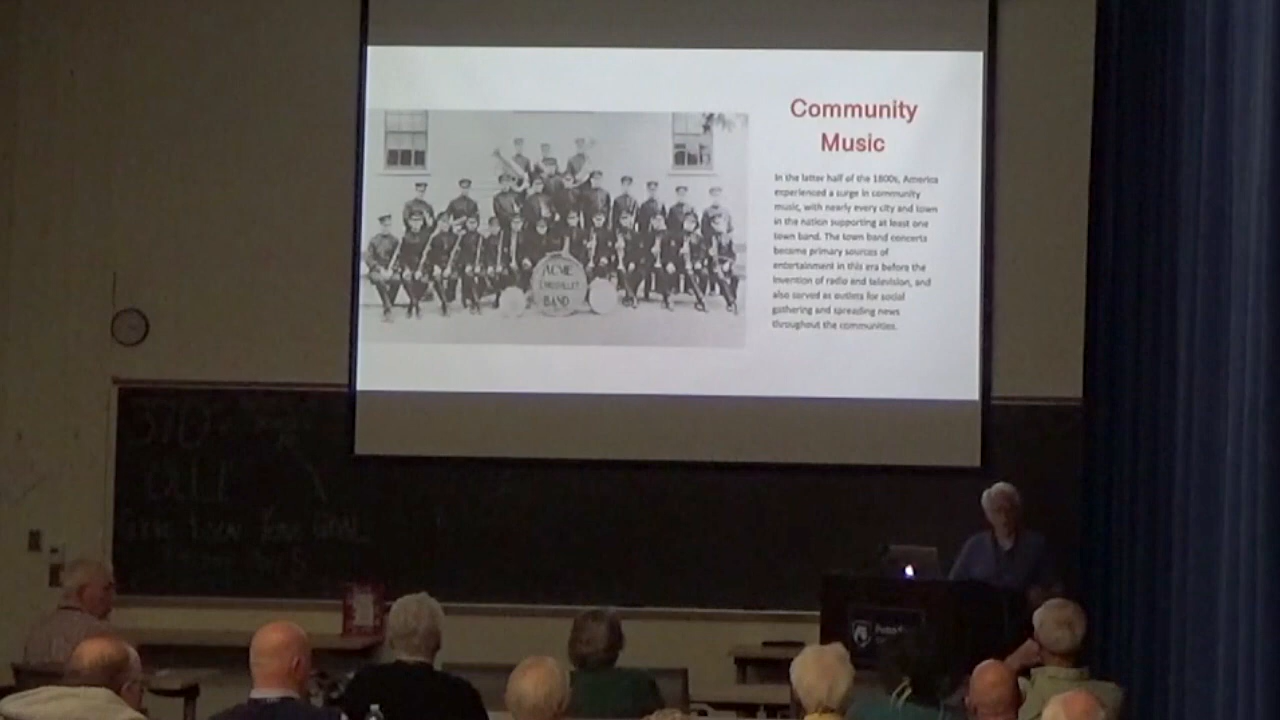 Community
Music
In the latter half of the 1800s, America
experienced a surge in community
music, with nearly every city and town
in the nation supporting at least one
town band. The town band concerts
became primary sources of
entertainment in this era before the
invention of radio and television, and
also served as outlets for social
gathering and spreading news
throughout the communities.
ACME
BAND